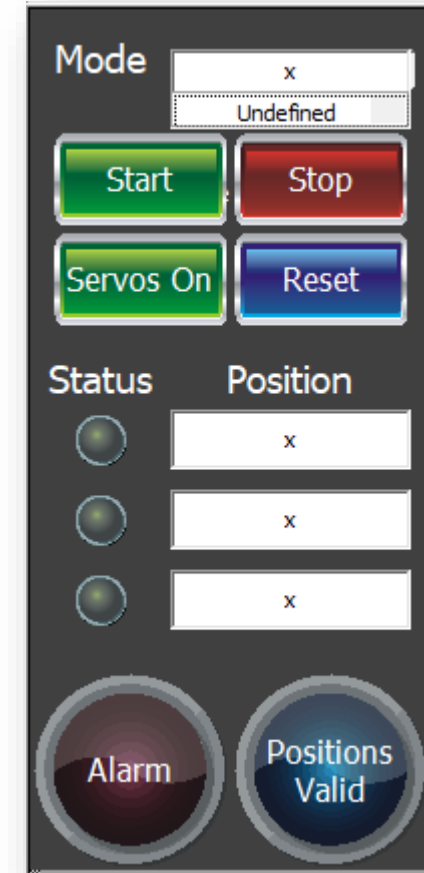 Mode
x
Undefined
Start
Stop
Servos On
Reset
Status
Position
x
x
x
Alarm
Positions
Valid